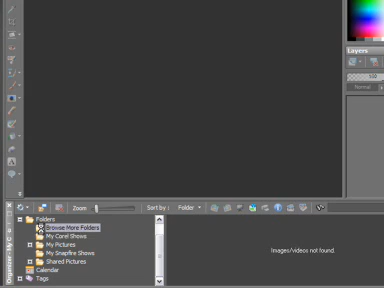 Layers
100
Normal
Zoom
Sort by :
Folder
Folders
Browse More Folders
My Corel Shows
My Pictures
My Snapfire Shows
Shared Pictures
Calendar
Tags
Images/videos not found.
Organizer - My C